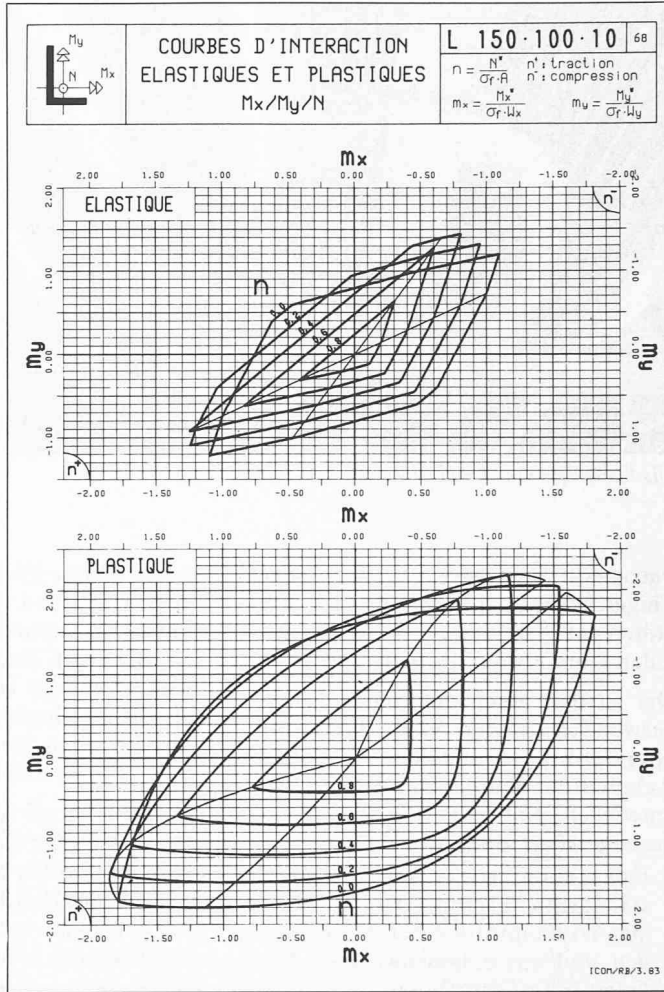 My
N
Mx
COURBES D'INTERACTION
ELASTIQUES ET PLASTIQUES
Mx/My/N
L 150·100·10
68
n = N*/σf·A
n⁺: traction
n⁻: compression
mx = Mx*/σf·Wx
my = My*/σf·Wy
mx
2.00 1.00 0.50 0.00 -0.50 -1.00 -2.00
ELASTIQUE
n⁻
2.00
1.00
0.00
-1.00
my
n
0.0
0.2
0.4
0.6
0.8
-2.00
-1.00
0.00
1.00
my
n⁺
-2.00 -1.50 -1.00 -0.50 0.00 0.50 1.00 1.50 2.00
mx
2.00 1.50 1.00 0.50 0.00 -0.50 -1.00 -1.50 -2.00
PLASTIQUE
n⁻
2.00
1.00
0.00
-1.00
-2.00
my
0.8
0.6
0.4
0.2
0.0
n
-2.00
-1.00
0.00
1.00
2.00
my
n⁺
-2.00 -1.50 -1.00 -0.50 0.00 0.50 1.00 1.50 2.00
mx
ICOM/RB/3.83